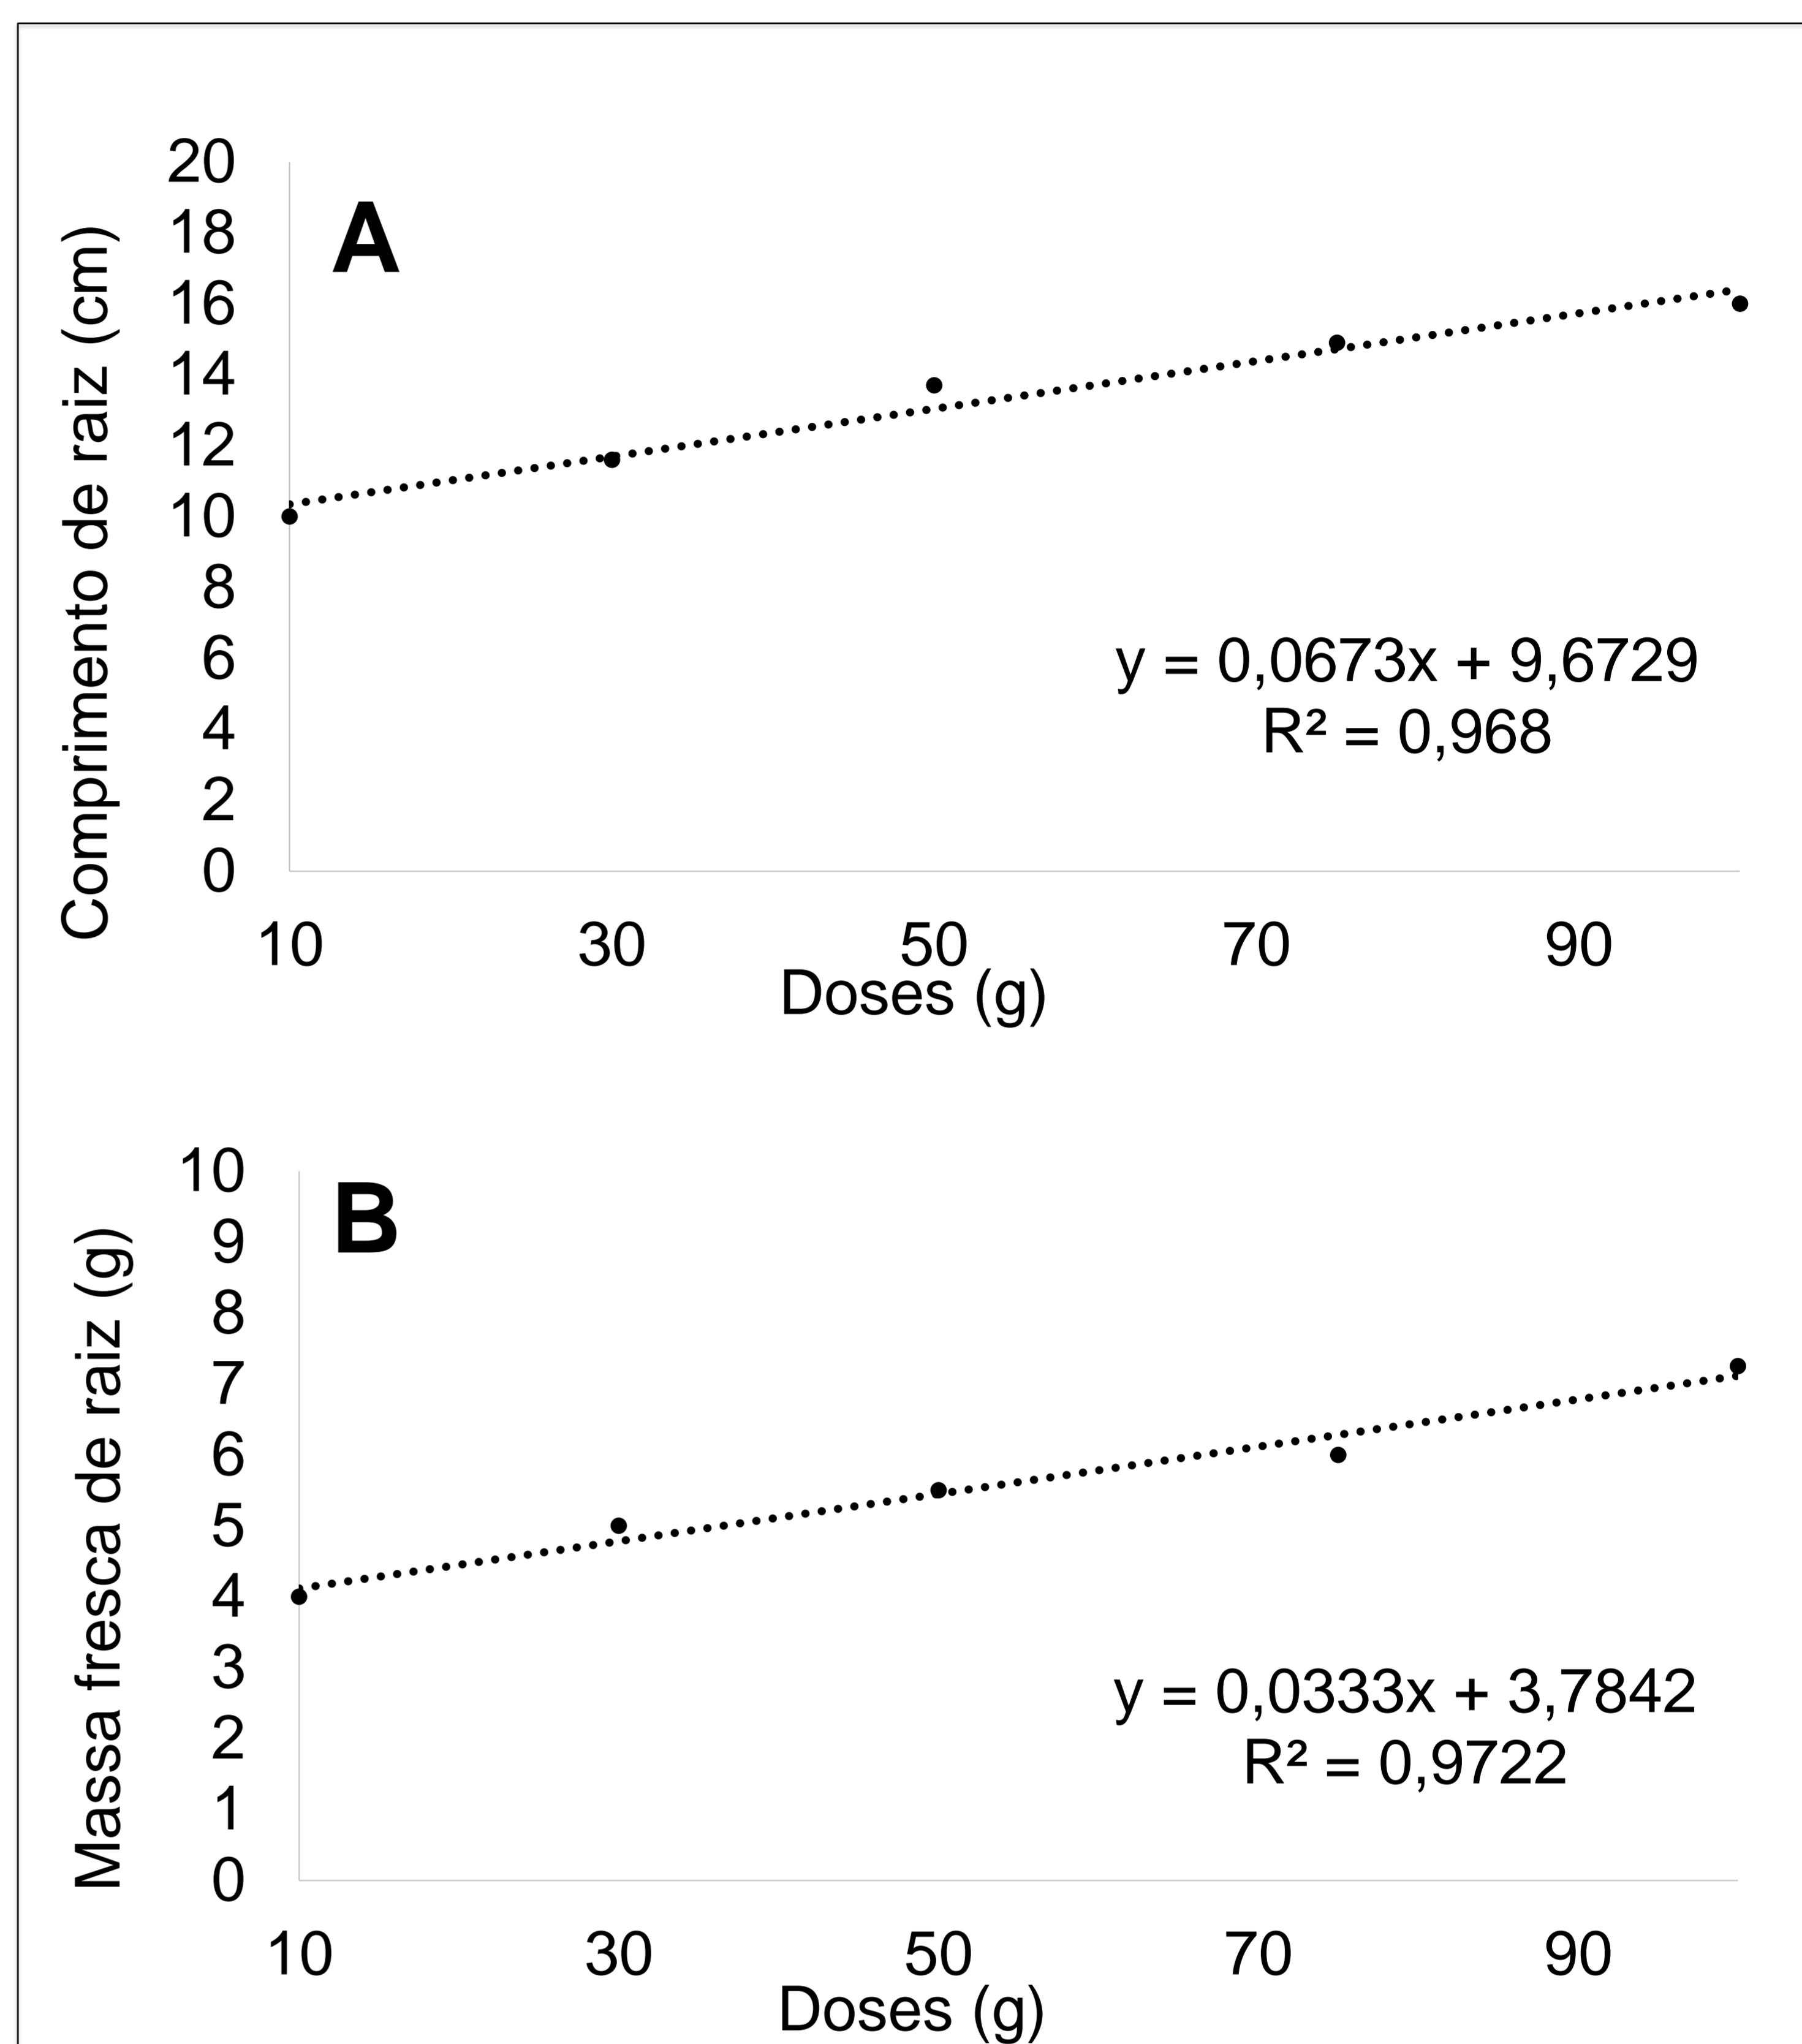 A
Comprimento de raiz (cm)
20
18
16
14
12
10
8
6
4
2
0
y = 0,0673x + 9,6729
R² = 0,968
10 30 50 70 90
Doses (g)
B
Massa fresca de raiz (g)
10
9
8
7
6
5
4
3
2
1
0
y = 0,0333x + 3,7842
R² = 0,9722
10 30 50 70 90
Doses (g)